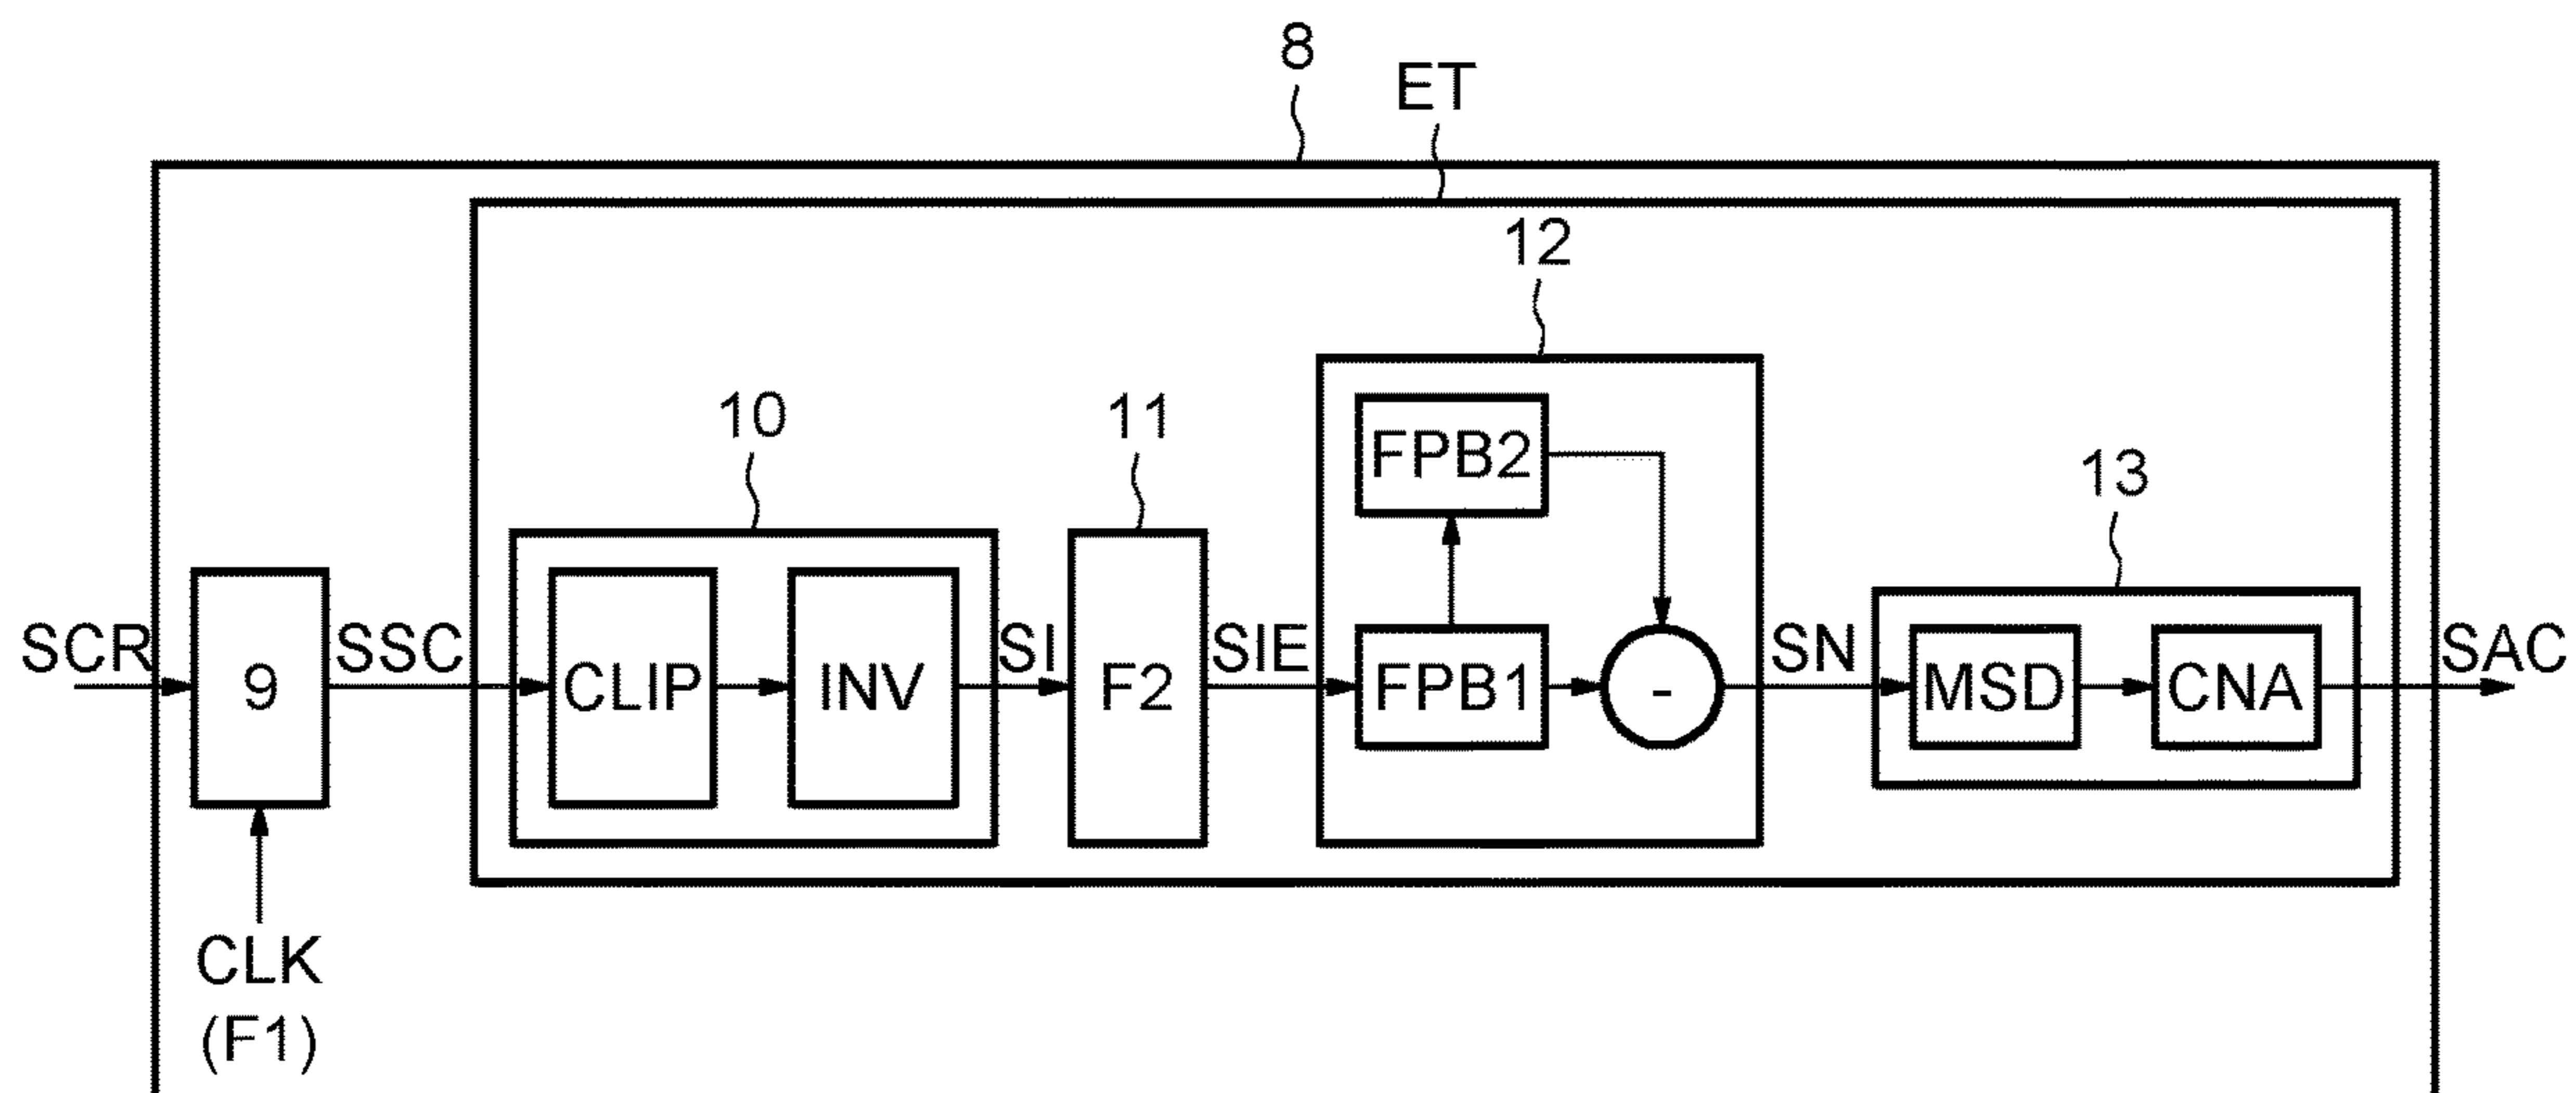 8
ET
12
10
11
13
FPB2
SCR
9
SSC
CLIP
INV
SI
F2
SIE
FPB1
-
SN
MSD
CNA
SAC
CLK
(F1)